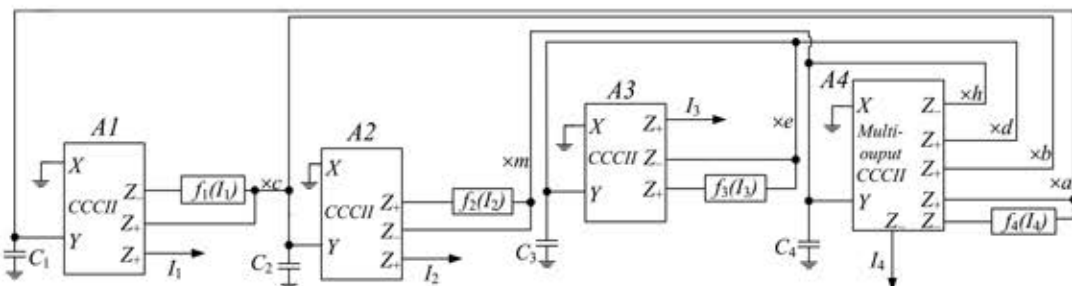 A1
X
CCCII
Y
Z₋
Z₊
Z₊
f₁(I₁)
×c
I₁
C₁
A2
X
CCCII
Y
Z₊
Z₋
Z₊
f₂(I₂)
×m
I₂
C₂
A3
X
CCCII
Y
Z₊
Z₋
Z₊
I₃
f₃(I₃)
×e
C₃
A4
X
Multi-
ouput
CCCII
Y
Z₋
Z₊
Z₊
Z₊
Z₋
Z₋
×h
×d
×b
×a
f₄(I₄)
I₄
C₄